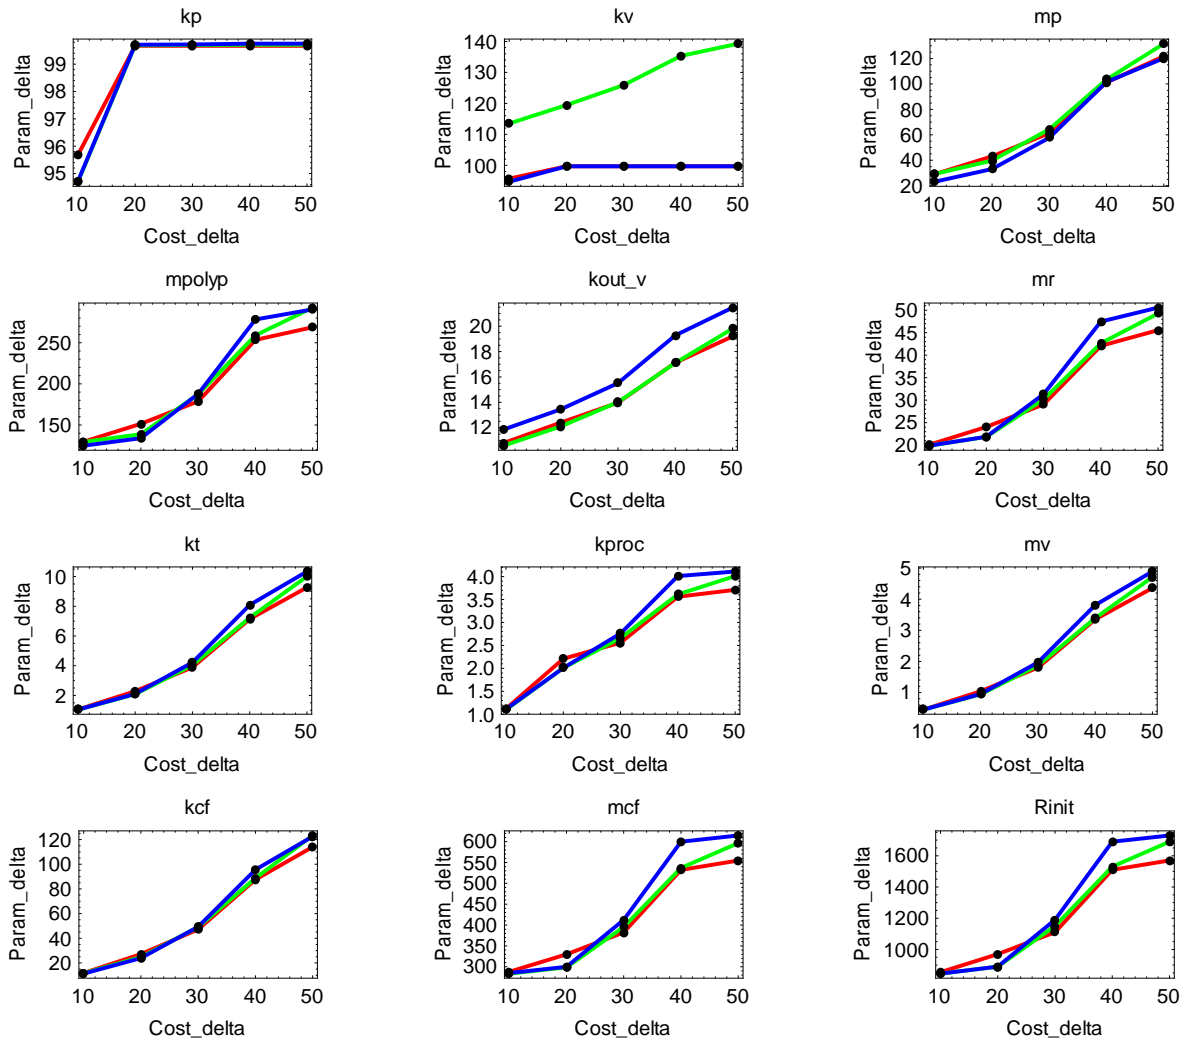 kp
99
98
97
96
95
Param_delta
10 20 30 40 50
Cost_delta
kv
140
130
120
110
100
Param_delta
10 20 30 40 50
Cost_delta
mp
120
100
80
60
40
20
Param_delta
10 20 30 40 50
Cost_delta
mpolyp
250
200
150
Param_delta
10 20 30 40 50
Cost_delta
kout_v
20
18
16
14
12
Param_delta
10 20 30 40 50
Cost_delta
mr
50
45
40
35
30
25
20
Param_delta
10 20 30 40 50
Cost_delta
kt
10
8
6
4
2
Param_delta
10 20 30 40 50
Cost_delta
kproc
4.0
3.5
3.0
2.5
2.0
1.5
1.0
Param_delta
10 20 30 40 50
Cost_delta
mv
5
4
3
2
1
Param_delta
10 20 30 40 50
Cost_delta
kcf
120
100
80
60
40
20
Param_delta
10 20 30 40 50
Cost_delta
mcf
600
550
500
450
400
350
300
Param_delta
10 20 30 40 50
Cost_delta
Rinit
1600
1400
1200
1000
Param_delta
10 20 30 40 50
Cost_delta